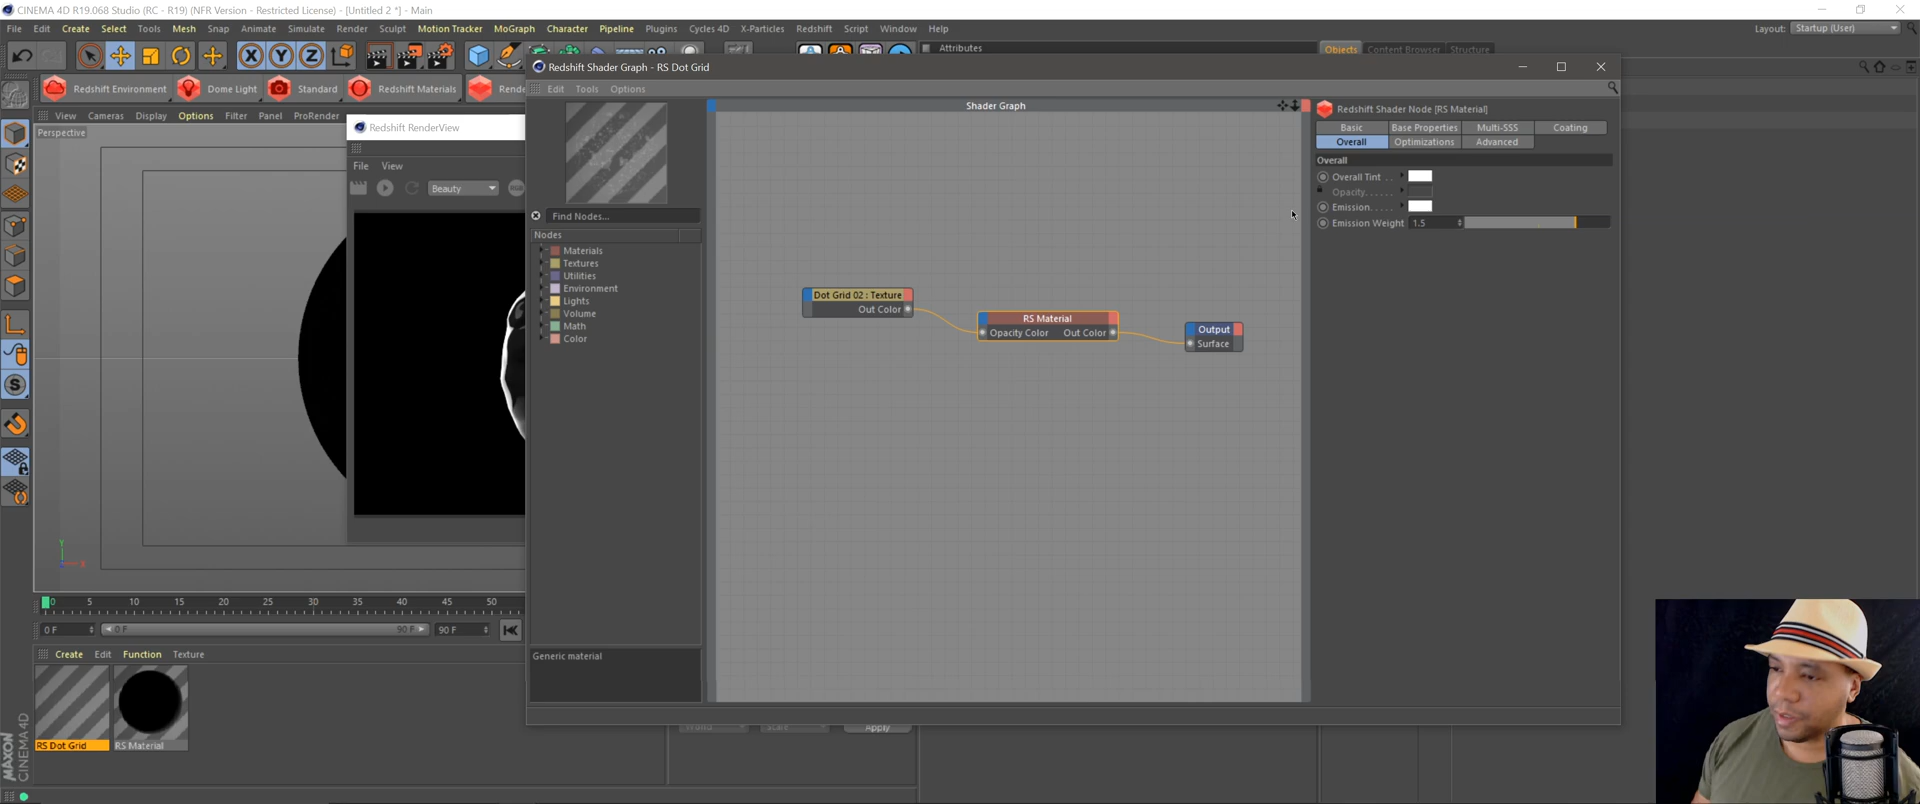 CINEMA 4D R19.068 Studio (RC - R19) (NFR Version - Restricted License) - [Untitled 2 *] - Main
File Edit Create Select Tools Mesh Snap Animate Simulate Render Sculpt Motion Tracker MoGraph Character Pipeline Plugins Cycles 4D X-Particles Redshift Script Window Help
Layout: Startup (User)
X Y Z
Attributes
Objects Content Browser Structure
Redshift Shader Graph - RS Dot Grid
Redshift Environment Dome Light Standard Redshift Materials Rende
Edit Tools Options
View Cameras Display Options Filter Panel ProRender
Perspective
Redshift RenderView
File View
Beauty
Find Nodes...
Nodes
Materials
Textures
Utilities
Environment
Lights
Volume
Math
Color
Generic material
Shader Graph
Dot Grid 02 : Texture
Out Color
RS Material
Opacity Color Out Color
Output
Surface
Redshift Shader Node [RS Material]
Basic Base Properties Multi-SSS Coating
Overall Optimizations Advanced
Overall
Overall Tint . .
Opacity. . . . . .
Emission. . . . .
Emission Weight 1.5
Y
X
0 5 10 15 20 25 30 35 40 45 50
0 F 0 F 90 F 90 F
Create Edit Function Texture
RS Dot Grid RS Material
World Scale Apply
MAXON
CINEMA4D